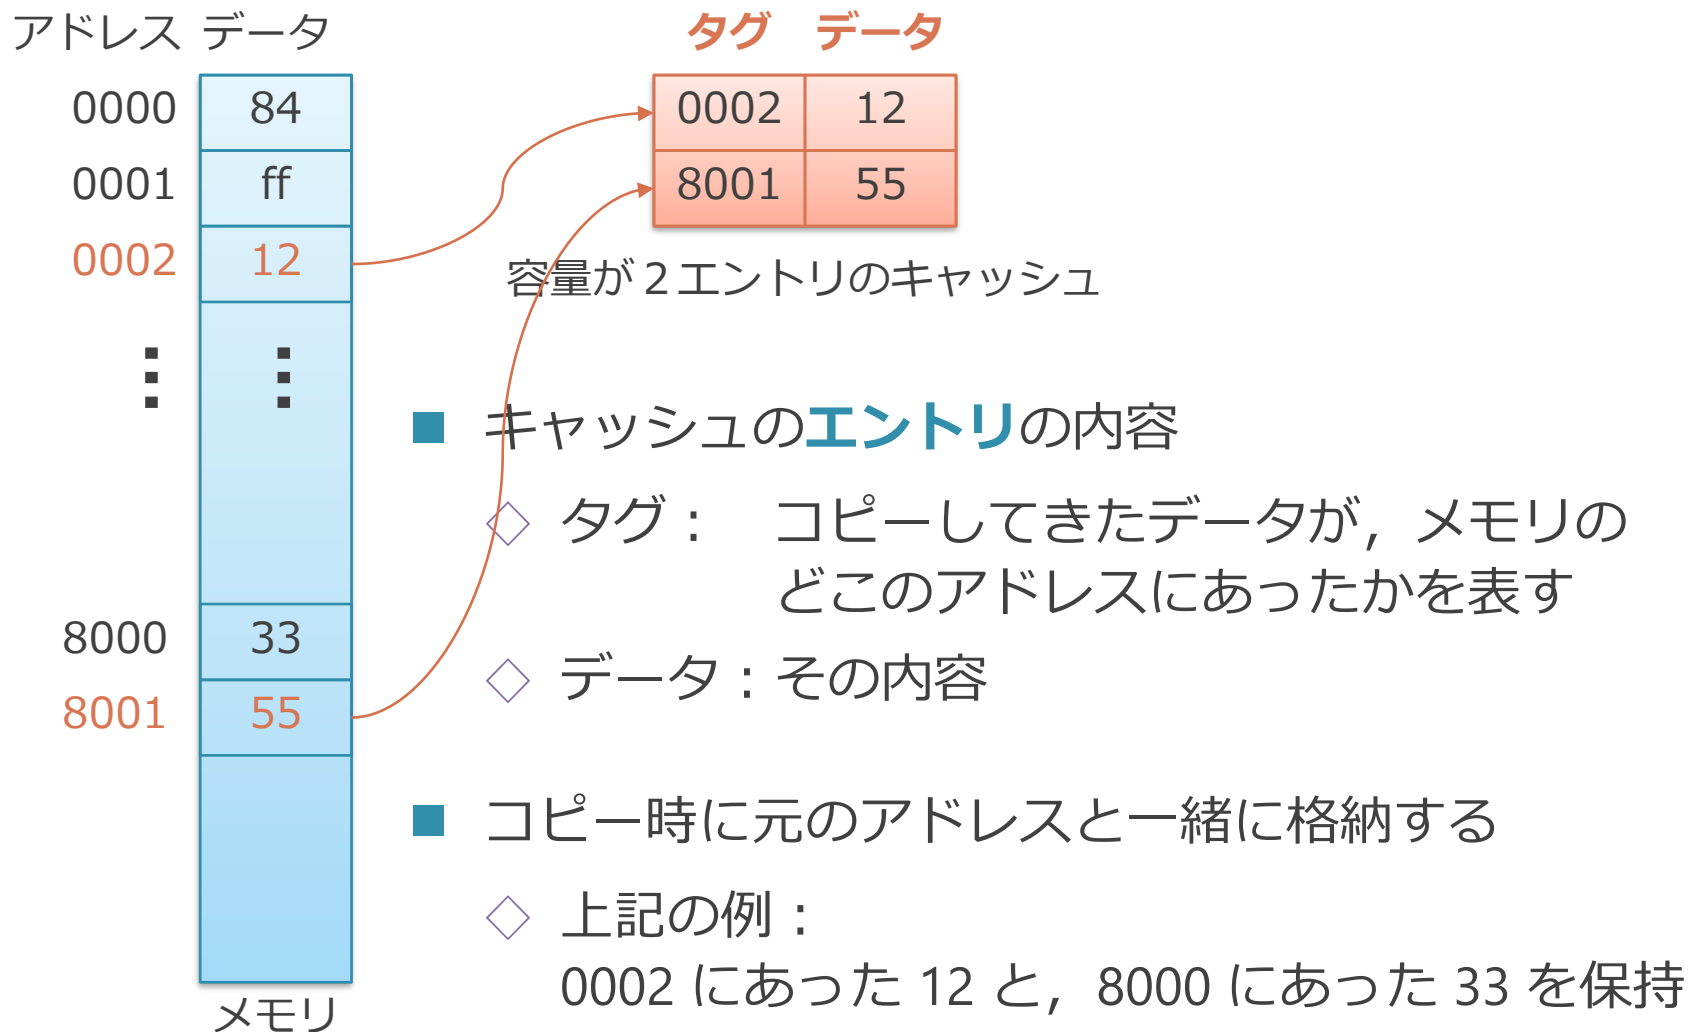 アドレス データ
0000 84
0001 ff
0002 12
8000 33
8001 55
メモリ
タグ データ
0002 12
8001 55
容量が２エントリのキャッシュ
キャッシュのエントリの内容
タグ： コピーしてきたデータが，メモリの
どこのアドレスにあったかを表す
データ：その内容
コピー時に元のアドレスと一緒に格納する
上記の例：
0002 にあった 12 と，8000 にあった 33 を保持